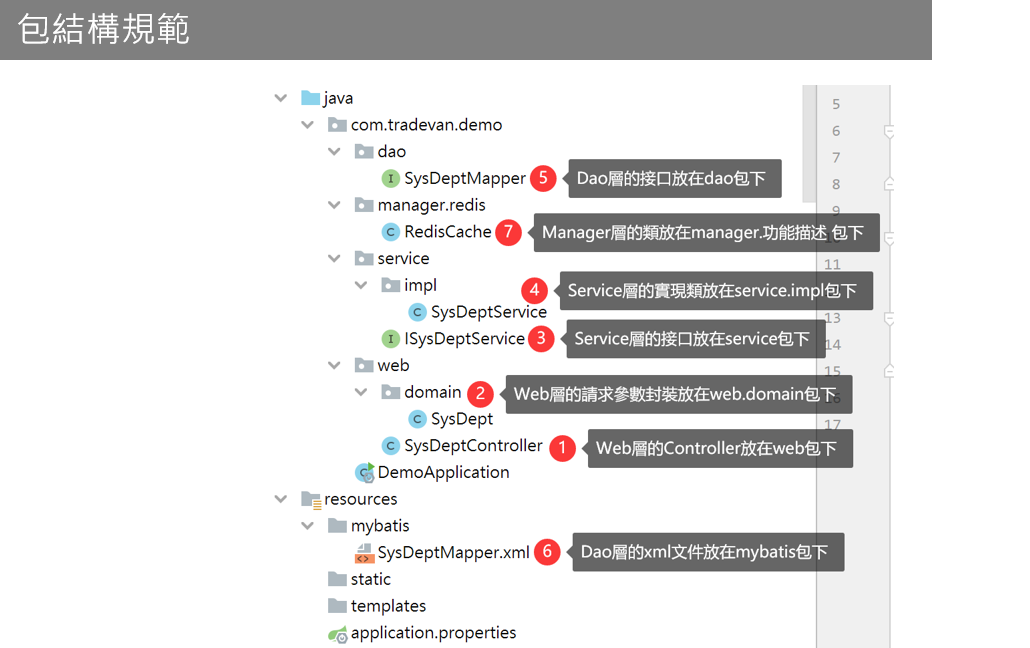 包結構規範
java
5
com.tradevan.demo
6
dao
7
SysDeptMapper 5 Dao層的接口放在dao包下
8
manager.redis
9
RedisCache 7 Manager層的類放在manager.功能描述 包下
service
11
impl
4 Service層的實現類放在service.impl包下
SysDeptService
13
ISysDeptService 3 Service層的接口放在service包下
14
web
15
domain 2 Web層的請求參數封裝放在web.domain包下
SysDept
17
SysDeptController 1 Web層的Controller放在web包下
DemoApplication
resources
mybatis
SysDeptMapper.xml 6 Dao層的xml文件放在mybatis包下
static
templates
application.properties